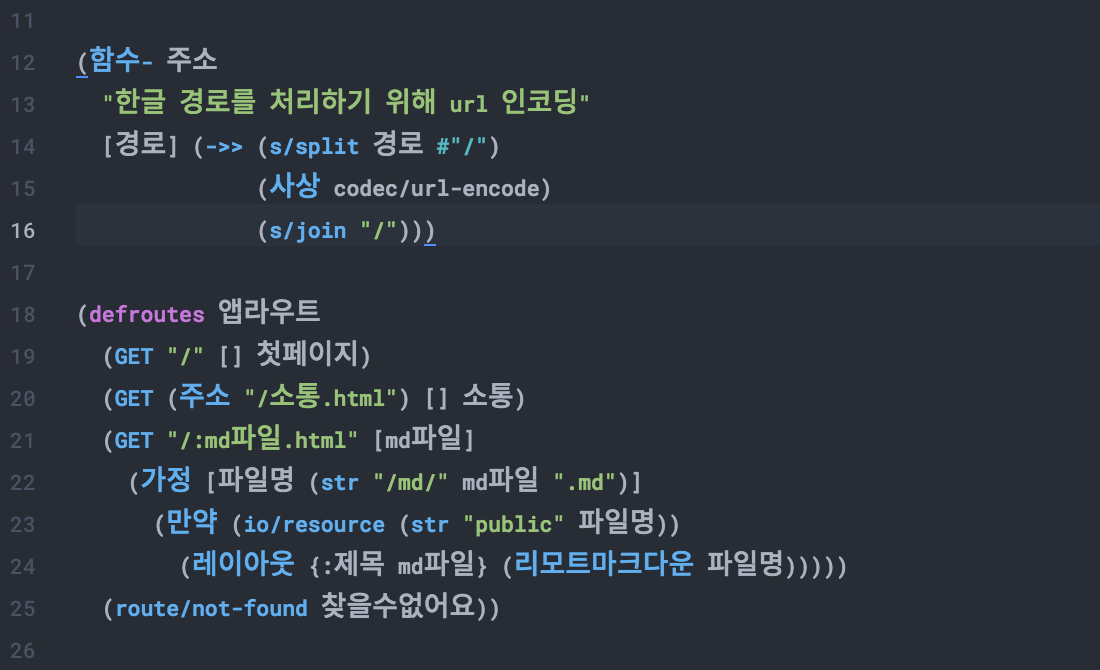 11
12 (함수- 주소
13   "한글 경로를 처리하기 위해 url 인코딩"
14   [경로] (->> (s/split 경로 #"/")
15               (사상 codec/url-encode)
16               (s/join "/")))
17
18 (defroutes 앱라우트
19   (GET "/" [] 첫페이지)
20   (GET (주소 "/소통.html") [] 소통)
21   (GET "/:md파일.html" [md파일]
22     (가정 [파일명 (str "/md/" md파일 ".md")]
23       (만약 (io/resource (str "public" 파일명))
24         (레이아웃 {:제목 md파일} (리모트마크다운 파일명)))))
25   (route/not-found 찾을수없어요))
26